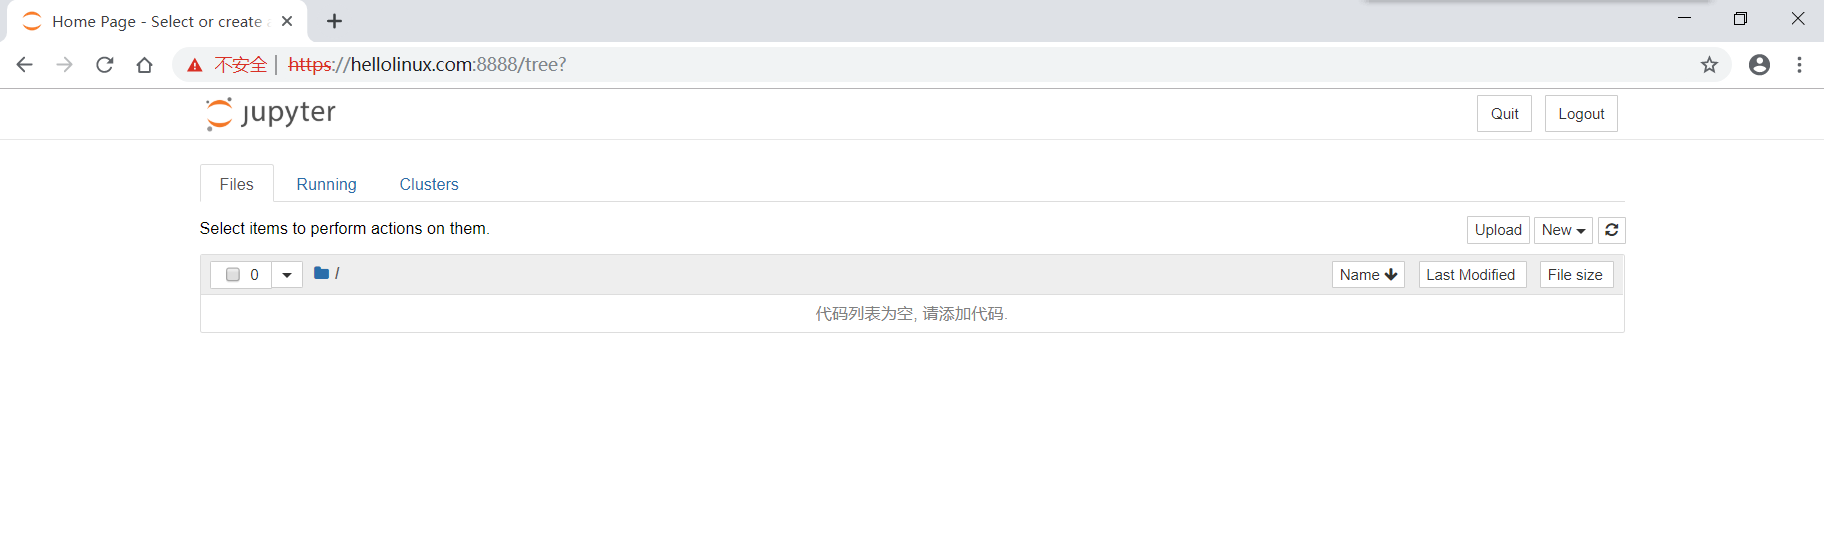 Home Page - Select or create
不安全 | https://hellolinux.com:8888/tree?
jupyter
Quit Logout
Files Running Clusters
Select items to perform actions on them.
Upload New
0 /
Name Last Modified File size
代码列表为空, 请添加代码.